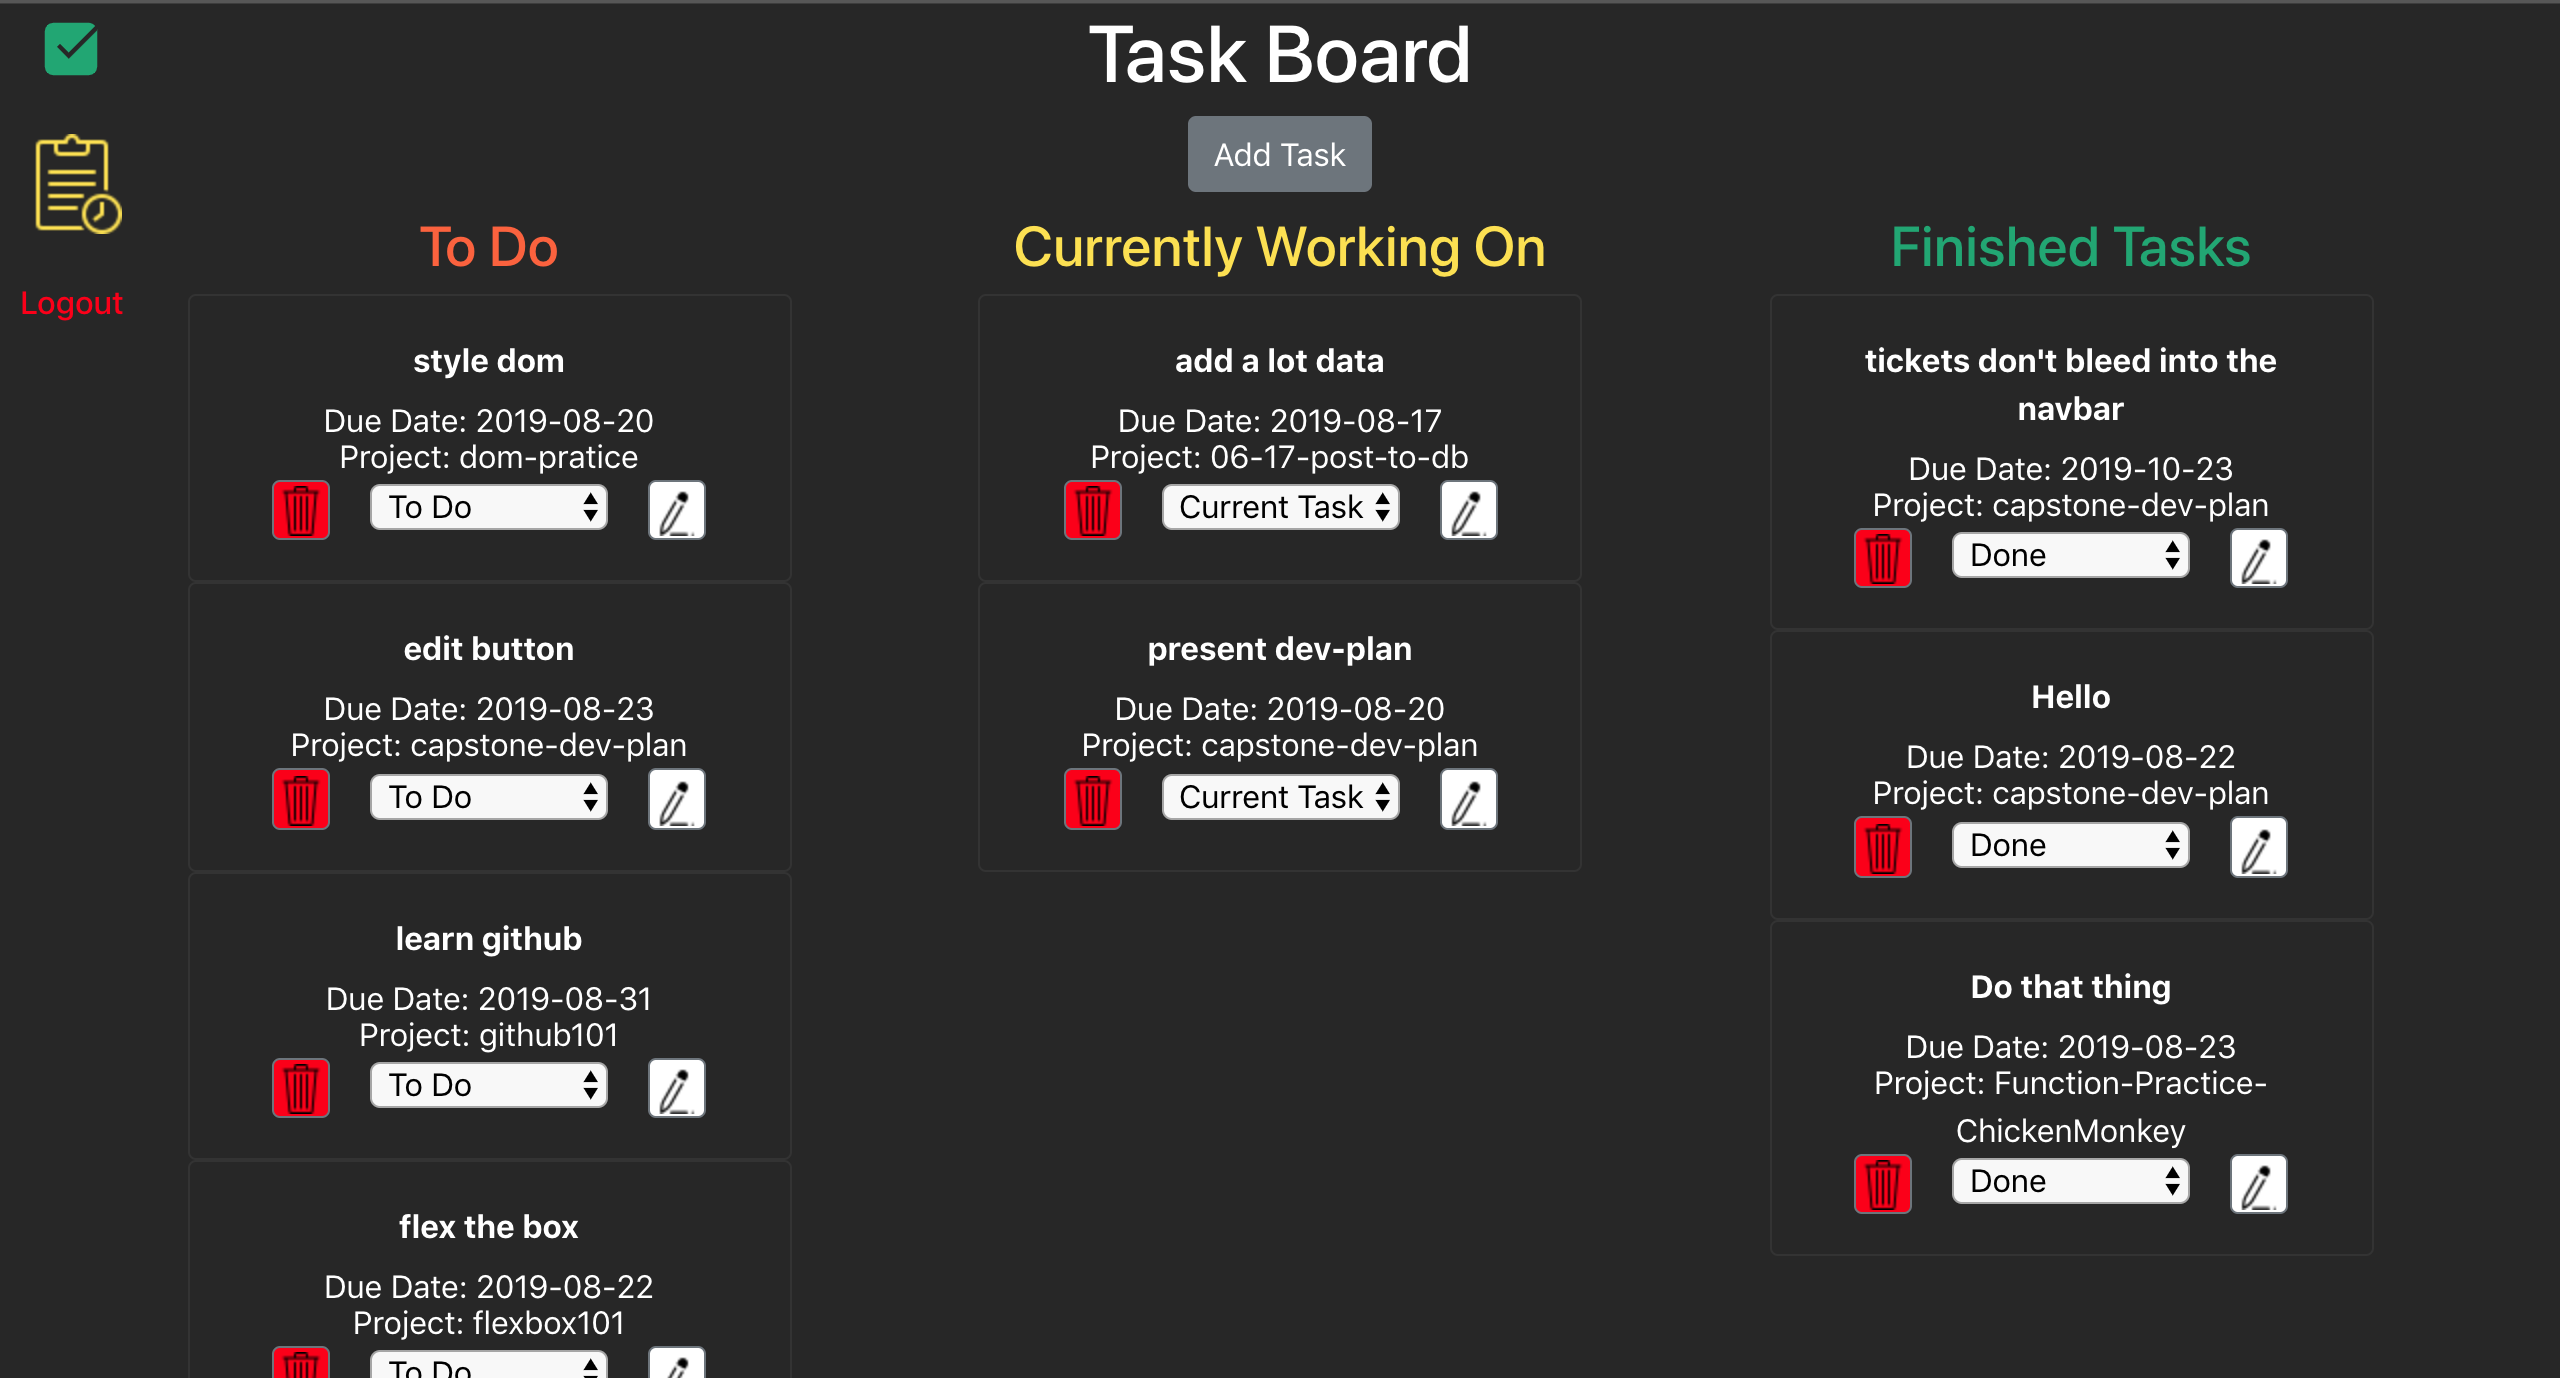 Task Board
Add Task
Logout
To Do
style dom
Due Date: 2019-08-20
Project: dom-pratice
To Do
edit button
Due Date: 2019-08-23
Project: capstone-dev-plan
To Do
learn github
Due Date: 2019-08-31
Project: github101
To Do
flex the box
Due Date: 2019-08-22
Project: flexbox101
To Do
Currently Working On
add a lot data
Due Date: 2019-08-17
Project: 06-17-post-to-db
Current Task
present dev-plan
Due Date: 2019-08-20
Project: capstone-dev-plan
Current Task
Finished Tasks
tickets don't bleed into the
navbar
Due Date: 2019-10-23
Project: capstone-dev-plan
Done
Hello
Due Date: 2019-08-22
Project: capstone-dev-plan
Done
Do that thing
Due Date: 2019-08-23
Project: Function-Practice-
ChickenMonkey
Done